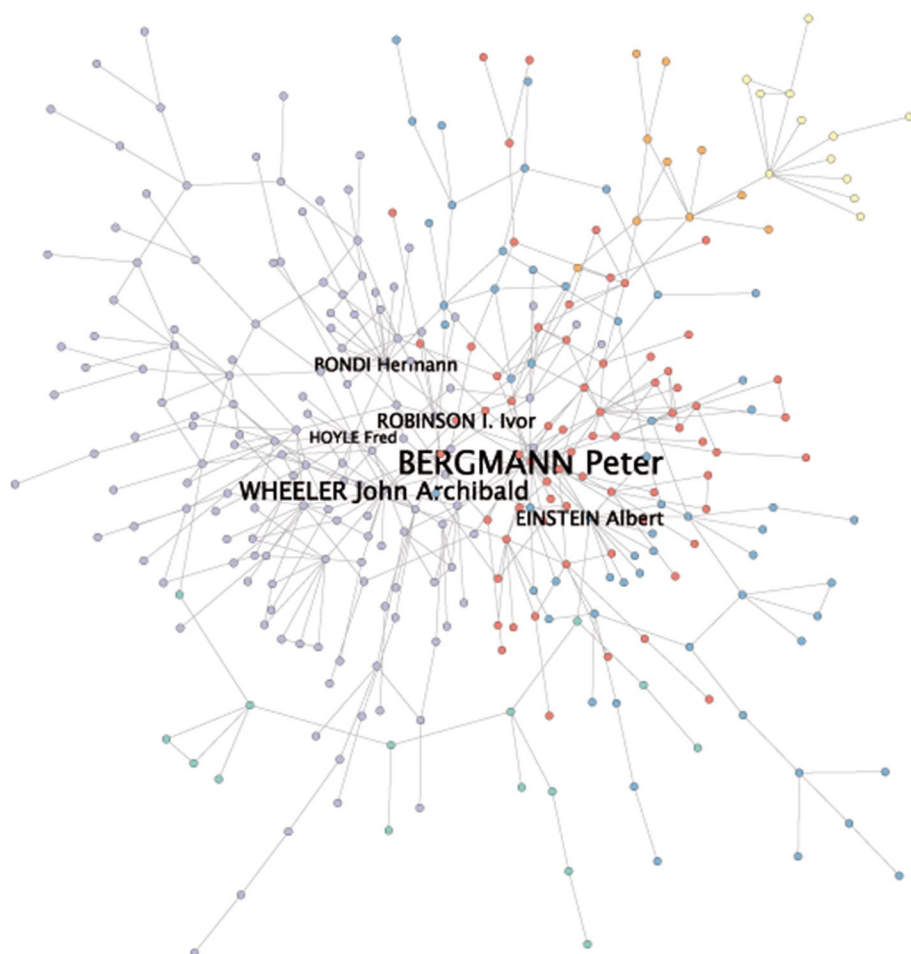 RONDI Hermann
ROBINSON I. Ivor
HOYLE Fred
BERGMANN Peter
WHEELER John Archibald
EINSTEIN Albert